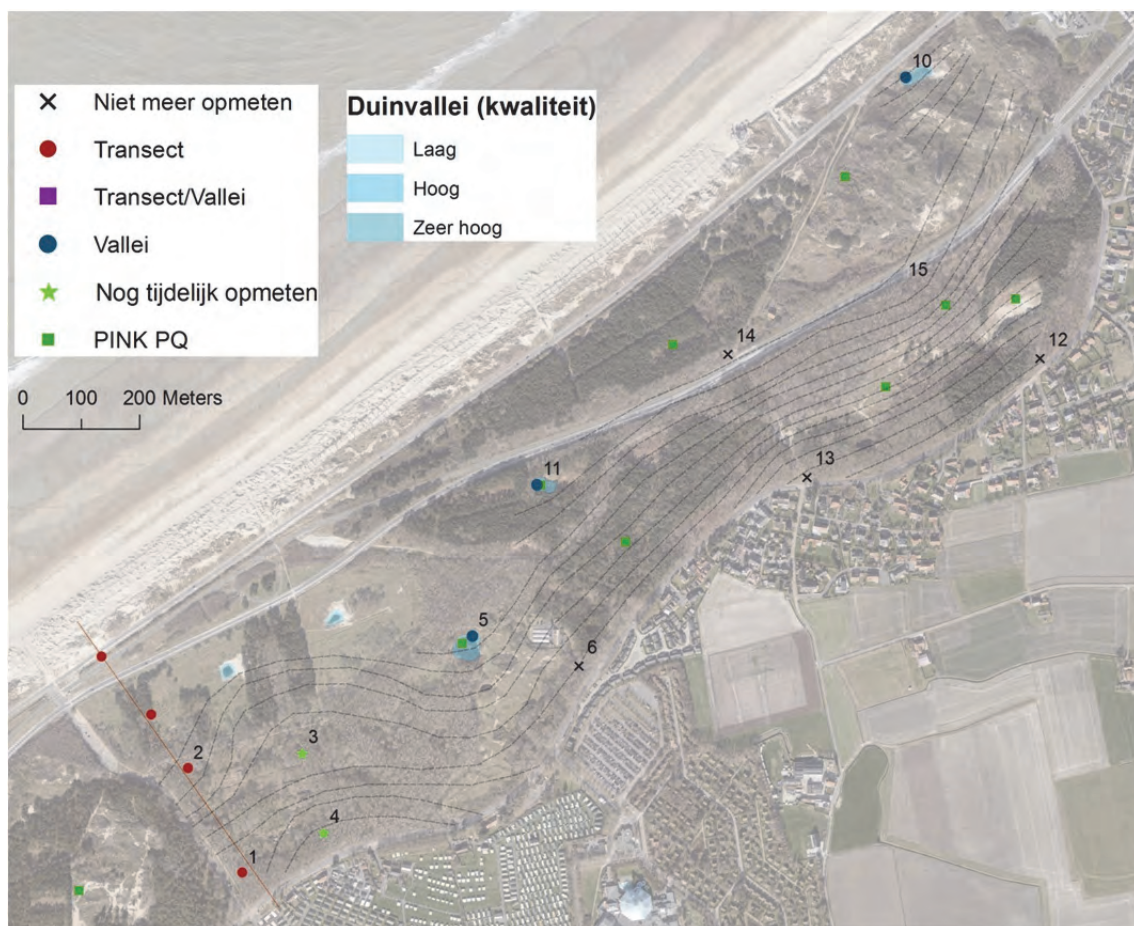 Niet meer opmeten
Transect
Transect/Vallei
Vallei
Nog tijdelijk opmeten
PINK PQ
Duinvallei (kwaliteit)
Laag
Hoog
Zeer hoog
0 100 200 Meters
10
15
14
12
13
11
5
6
3
2
4
1